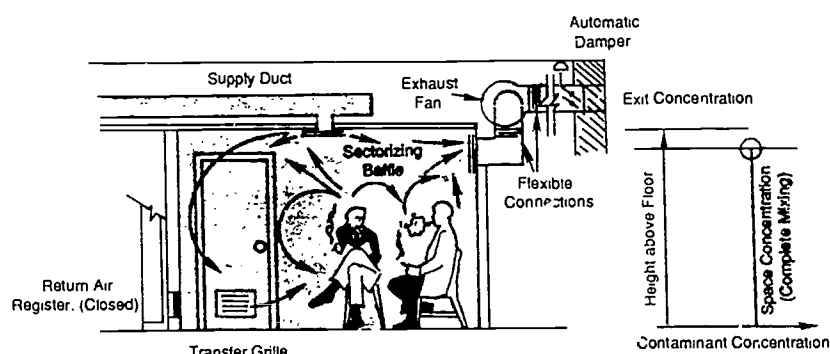 Automatic
Damper
Supply Duct
Exhaust
Fan
Exit Concentration
Sectorizing
Baffle
Flexible
Connections
Height above Floor
Space Concentration
(Complete Mixing)
Return Air
Register. (Closed)
Transfer Grille
Contaminant Concentration